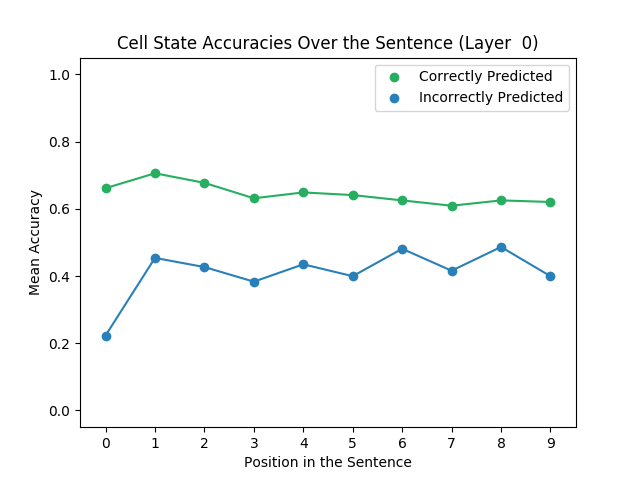 Cell State Accuracies Over the Sentence (Layer  0)
Correctly Predicted
Incorrectly Predicted
Mean Accuracy
1.0
0.8
0.6
0.4
0.2
0.0
0 1 2 3 4 5 6 7 8 9
Position in the Sentence